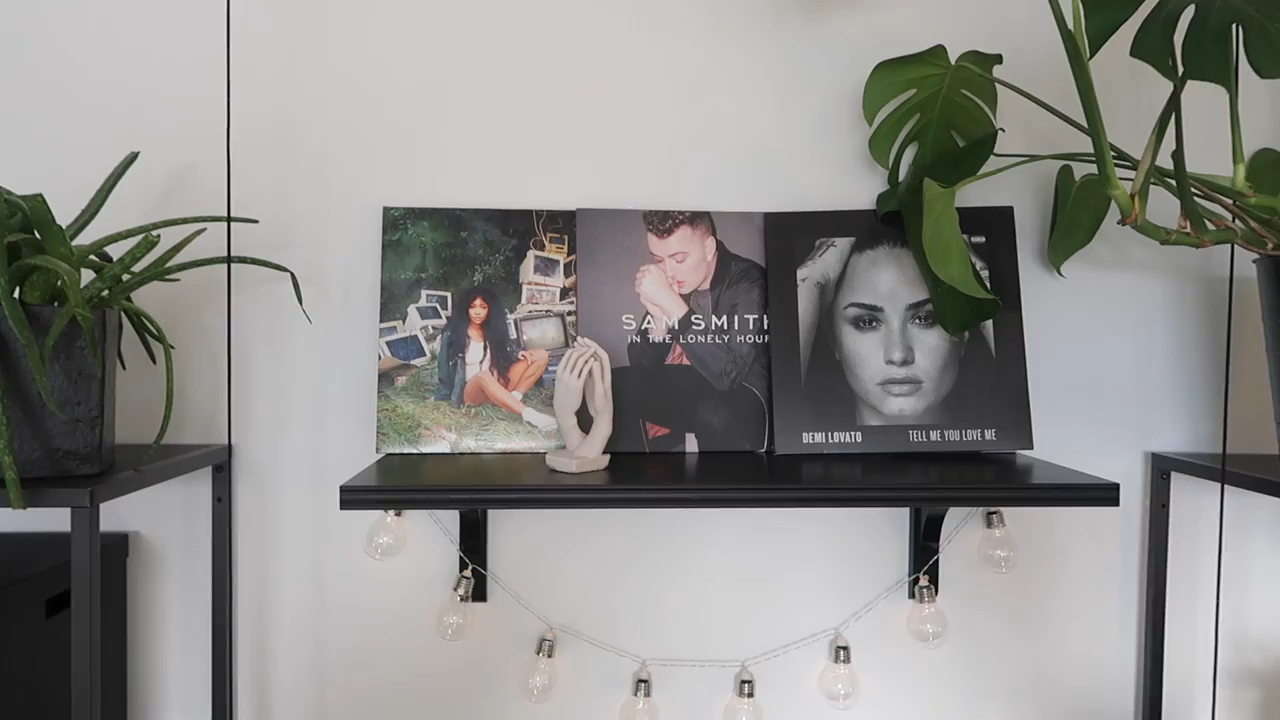 SAM SMITH
IN THE LONELY HOUR
DEMI LOVATO
TELL ME YOU LOVE ME